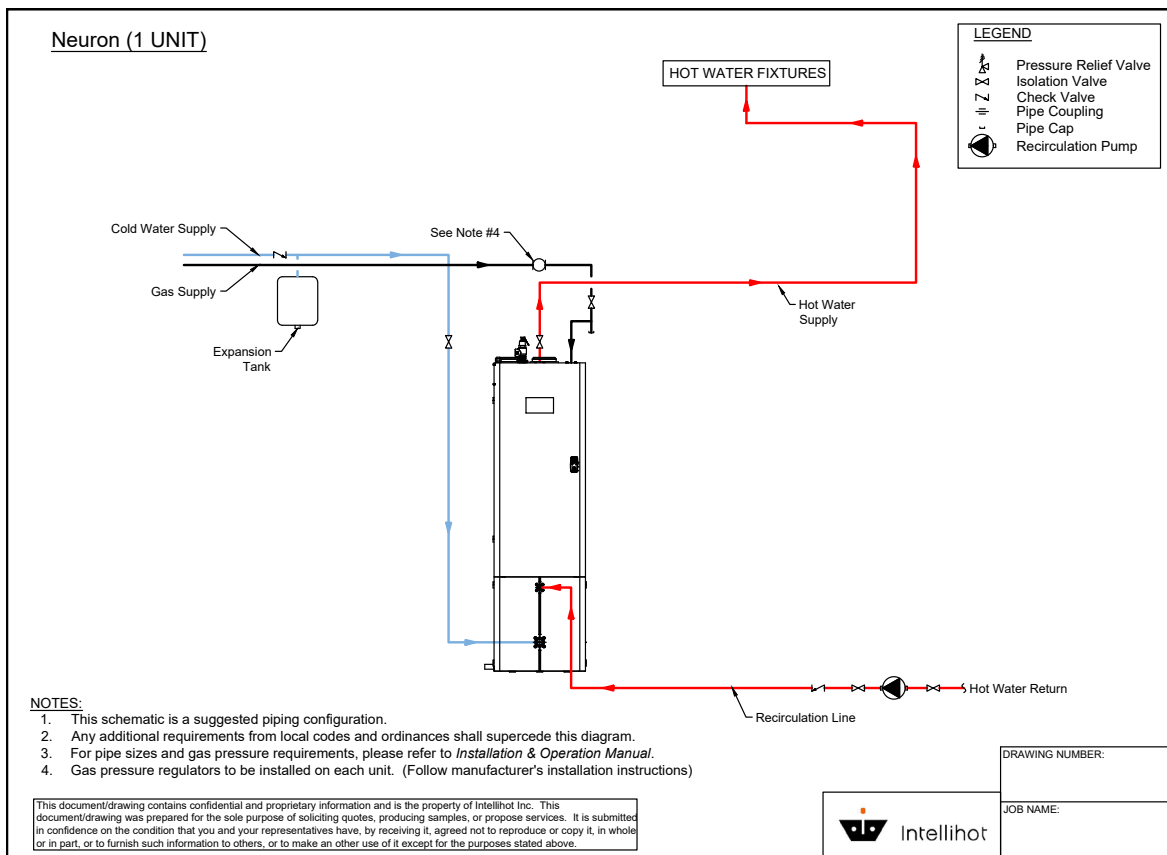 Neuron (1 UNIT)
LEGEND
Pressure Relief Valve
Isolation Valve
Check Valve
Pipe Coupling
Pipe Cap
Recirculation Pump
HOT WATER FIXTURES
Cold Water Supply
See Note #4
Gas Supply
Hot Water
Supply
Expansion
Tank
Hot Water Return
Recirculation Line
NOTES:
1. This schematic is a suggested piping configuration.
2. Any additional requirements from local codes and ordinances shall supercede this diagram.
3. For pipe sizes and gas pressure requirements, please refer to Installation & Operation Manual.
4. Gas pressure regulators to be installed on each unit. (Follow manufacturer's installation instructions)
This document/drawing contains confidential and proprietary information and is the property of Intellihot Inc. This
document/drawing was prepared for the sole purpose of soliciting quotes, producing samples, or propose services. It is submitted
in confidence on the condition that you and your representatives have, by receiving it, agreed not to reproduce or copy it, in whole
or in part, or to furnish such information to others, or to make an other use of it except for the purposes stated above.
Intellihot
DRAWING NUMBER:
JOB NAME: